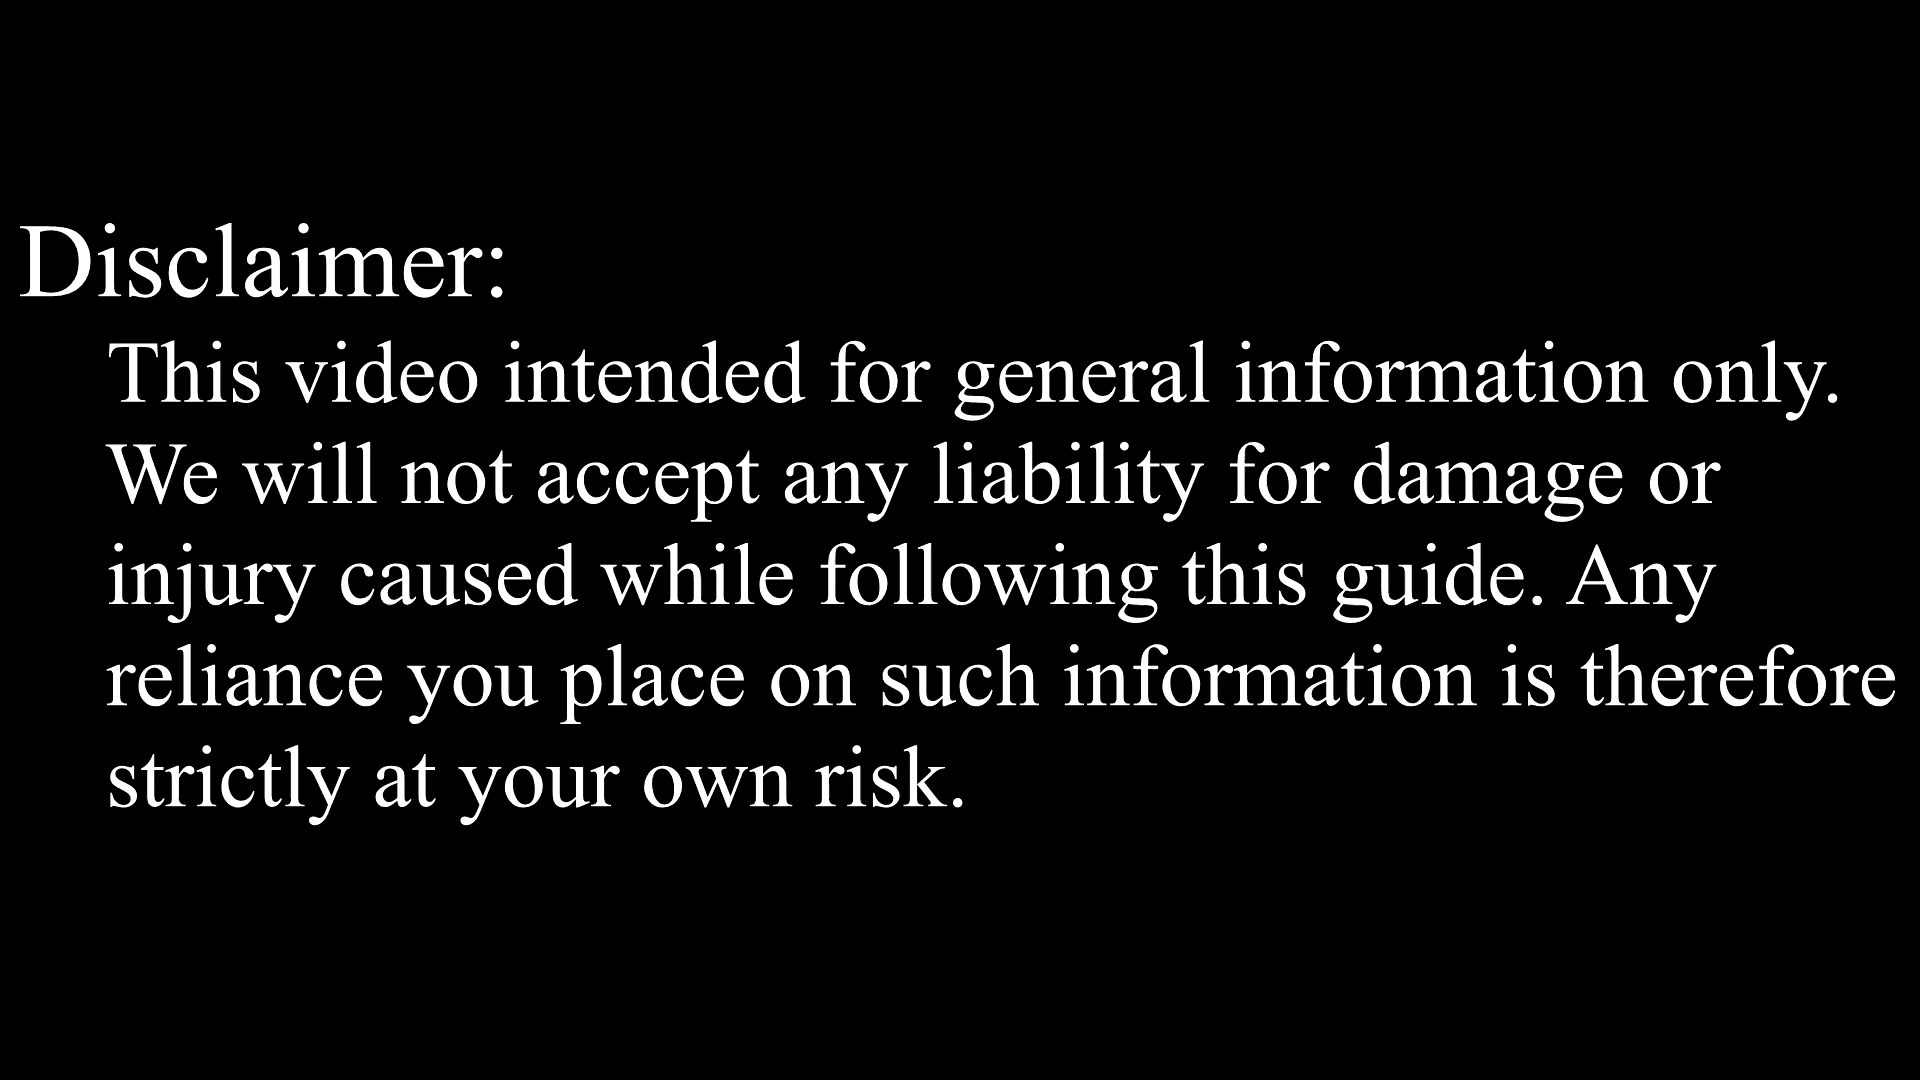 Disclaimer:
This video intended for general information only.
We will not accept any liability for damage or
injury caused while following this guide. Any
reliance you place on such information is therefore
strictly at your own risk.